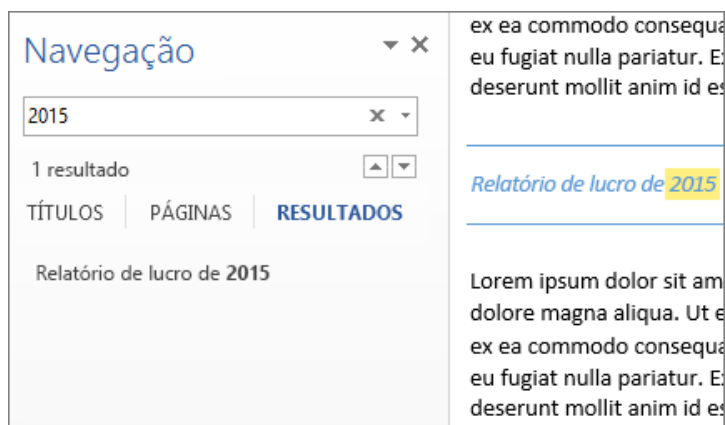 Navegação
2015
1 resultado
TÍTULOS PÁGINAS RESULTADOS
Relatório de lucro de 2015
ex ea commodo consequa
eu fugiat nulla pariatur.
deserunt mollit anim id es
Relatório de lucro de 2015
Lorem ipsum dolor sit am
dolore magna aliqua. Ut e
ex ea commodo consequa
eu fugiat nulla pariatur.
deserunt mollit anim id es